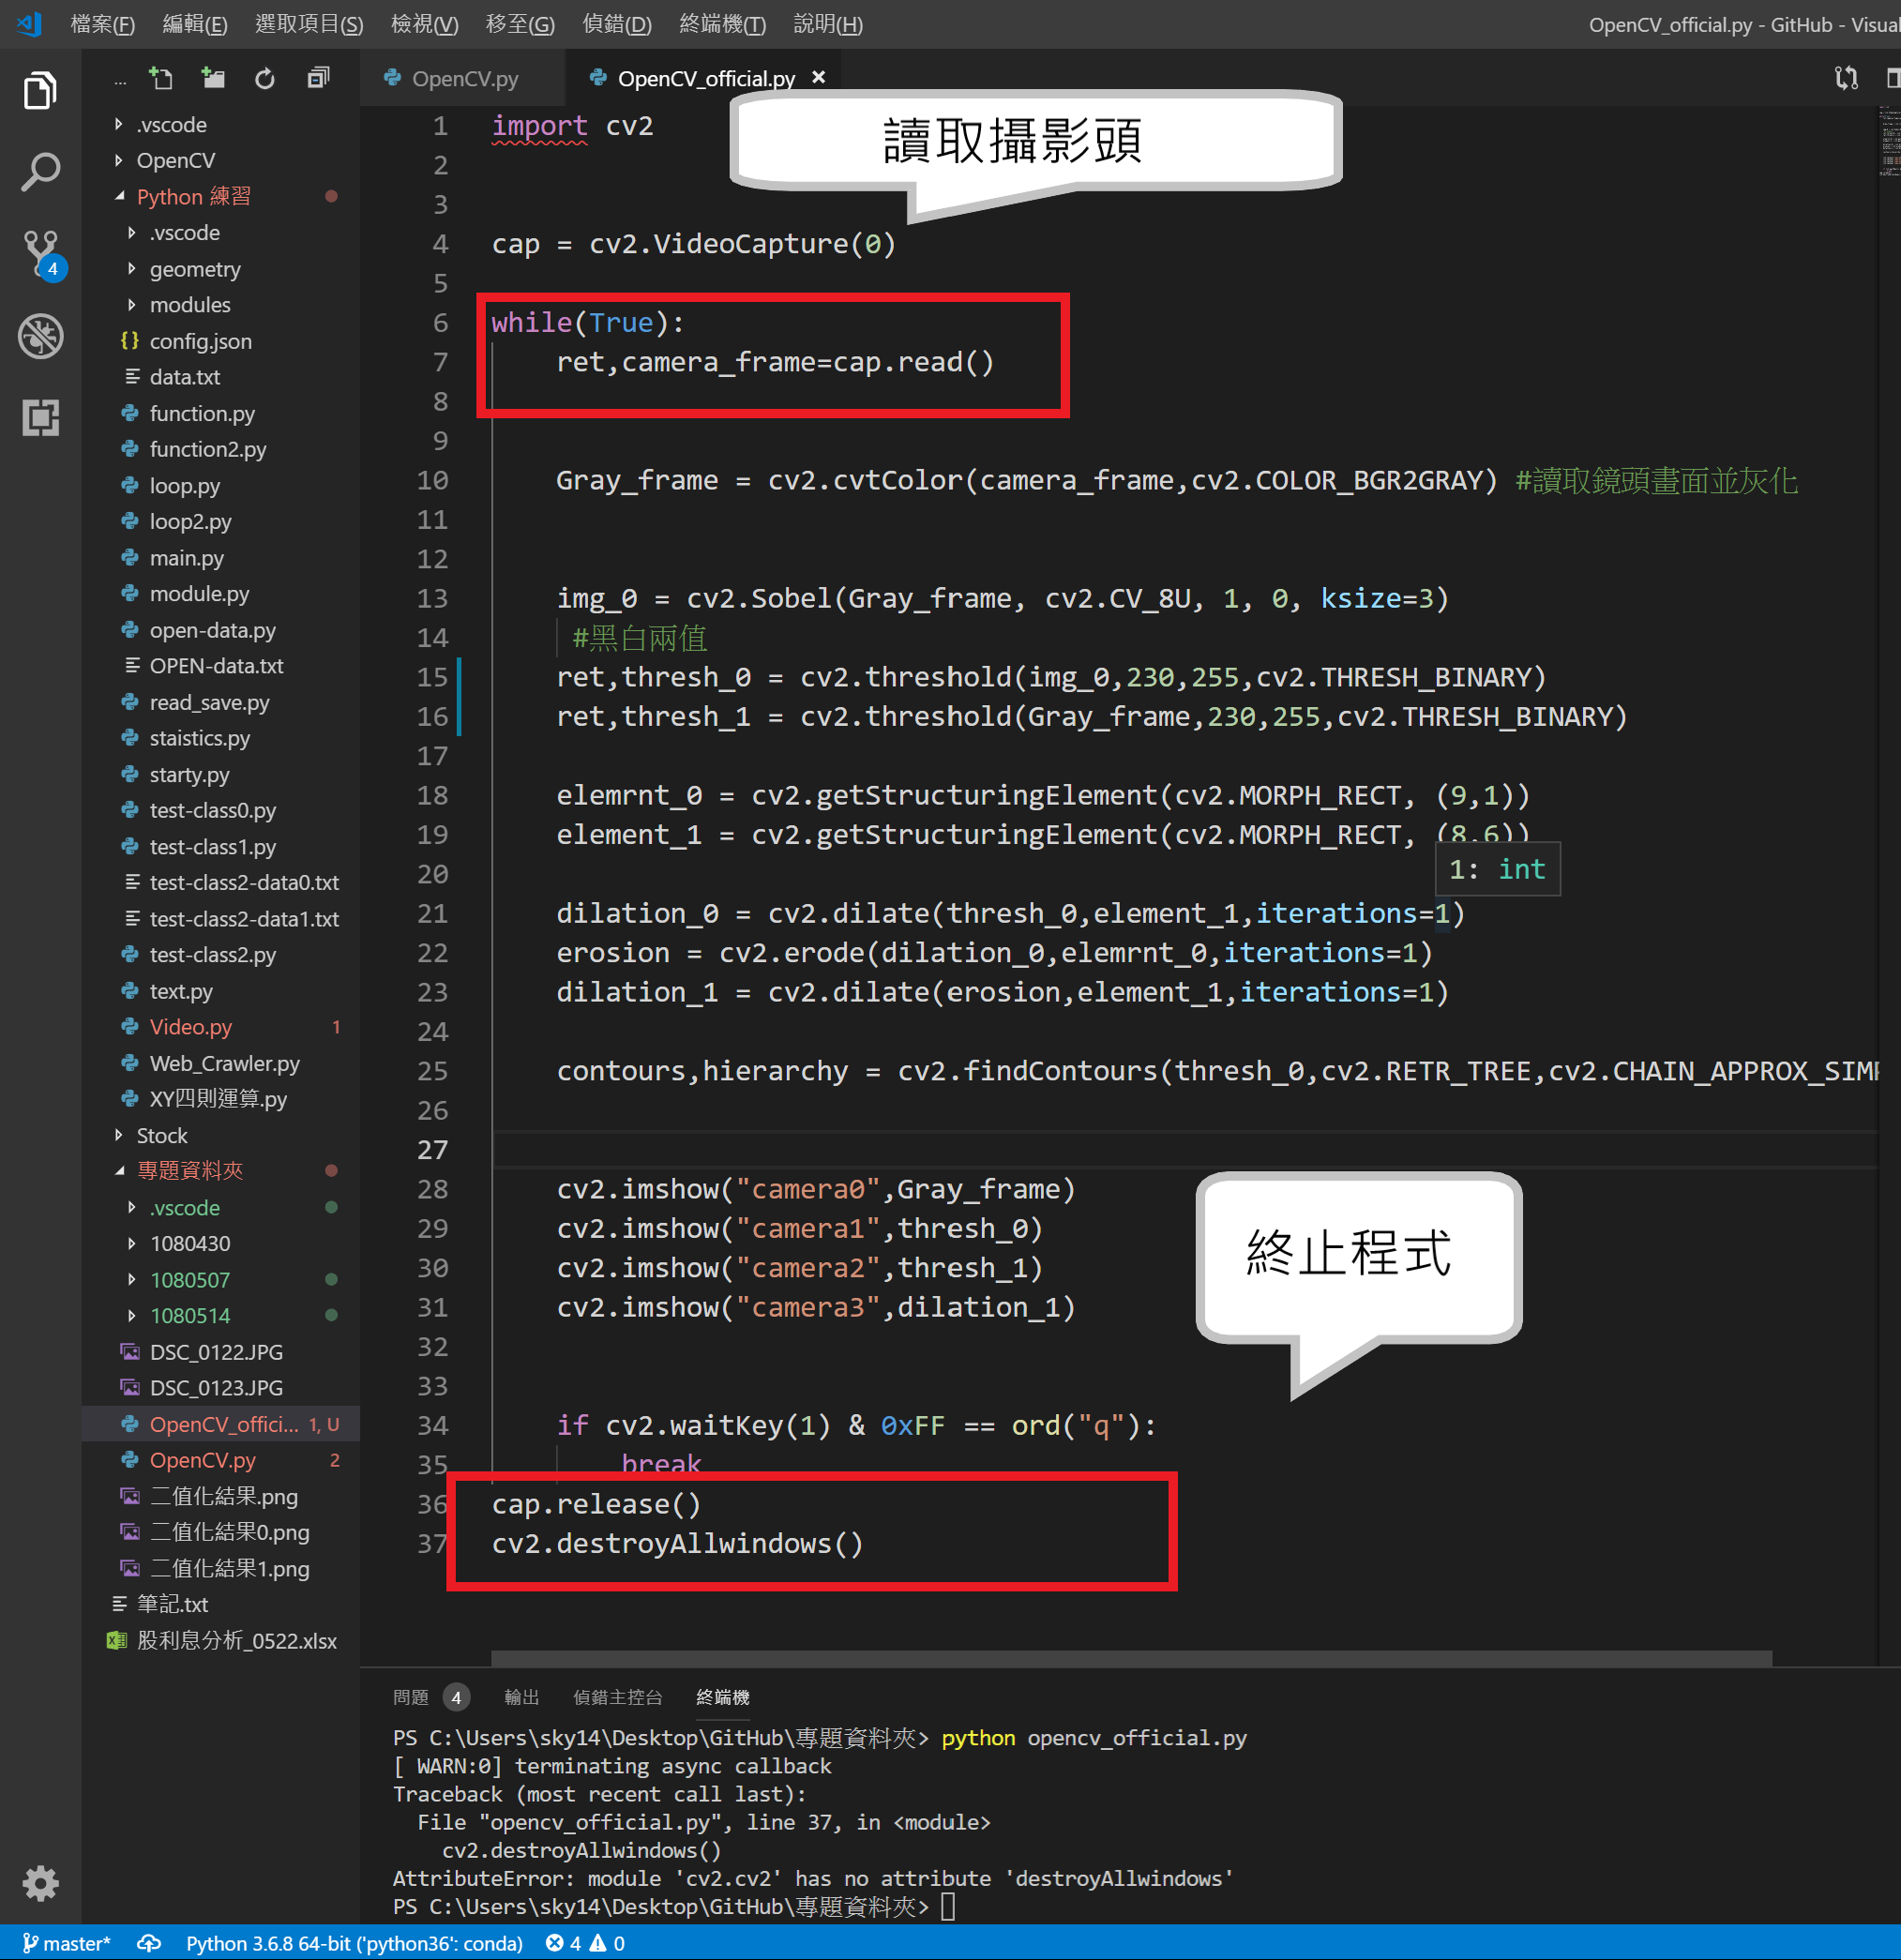 檔案(F) 編輯(E) 選取項目(S) 檢視(V) 移至(G) 偵錯(D) 終端機(T) 說明(H) OpenCV_official.py - GitHub - Visual
... OpenCV.py OpenCV_official.py ×
4
.vscode
OpenCV
Python 練習
.vscode
geometry
modules
{} config.json
data.txt
function.py
function2.py
loop.py
loop2.py
main.py
module.py
open-data.py
OPEN-data.txt
read_save.py
staistics.py
starty.py
test-class0.py
test-class1.py
test-class2-data0.txt
test-class2-data1.txt
test-class2.py
text.py
Video.py 1
Web_Crawler.py
XY四則運算.py
Stock
專題資料夾
.vscode
1080430
1080507
1080514
DSC_0122.JPG
DSC_0123.JPG
OpenCV_offici... 1, U
OpenCV.py 2
二值化結果.png
二值化結果0.png
二值化結果1.png
筆記.txt
股利息分析_0522.xlsx
讀取攝影頭
1 import cv2
2
3
4 cap = cv2.VideoCapture(0)
5
6 while(True):
7 ret,camera_frame=cap.read()
8
9
10 Gray_frame = cv2.cvtColor(camera_frame,cv2.COLOR_BGR2GRAY) #讀取鏡頭畫面並灰化
11
12
13 img_0 = cv2.Sobel(Gray_frame, cv2.CV_8U, 1, 0, ksize=3)
14 #黑白兩值
15 ret,thresh_0 = cv2.threshold(img_0,230,255,cv2.THRESH_BINARY)
16 ret,thresh_1 = cv2.threshold(Gray_frame,230,255,cv2.THRESH_BINARY)
17
18 elemrnt_0 = cv2.getStructuringElement(cv2.MORPH_RECT, (9,1))
19 element_1 = cv2.getStructuringElement(cv2.MORPH_RECT, (8,6))
20
1: int
21 dilation_0 = cv2.dilate(thresh_0,element_1,iterations=1)
22 erosion = cv2.erode(dilation_0,elemrnt_0,iterations=1)
23 dilation_1 = cv2.dilate(erosion,element_1,iterations=1)
24
25 contours,hierarchy = cv2.findContours(thresh_0,cv2.RETR_TREE,cv2.CHAIN_APPROX_SIMP
26
27
28 cv2.imshow("camera0",Gray_frame)
29 cv2.imshow("camera1",thresh_0)
30 cv2.imshow("camera2",thresh_1)
31 cv2.imshow("camera3",dilation_1)
32
33
終止程式
34 if cv2.waitKey(1) & 0xFF == ord("q"):
35 break
36 cap.release()
37 cv2.destroyAllwindows()
問題 4 輸出 偵錯主控台 終端機
PS C:\Users\sky14\Desktop\GitHub\專題資料夾> python opencv_official.py
[ WARN:0] terminating async callback
Traceback (most recent call last):
File "opencv_official.py", line 37, in <module>
cv2.destroyAllwindows()
AttributeError: module 'cv2.cv2' has no attribute 'destroyAllwindows'
PS C:\Users\sky14\Desktop\GitHub\專題資料夾>
master* Python 3.6.8 64-bit ('python36': conda) 4 0